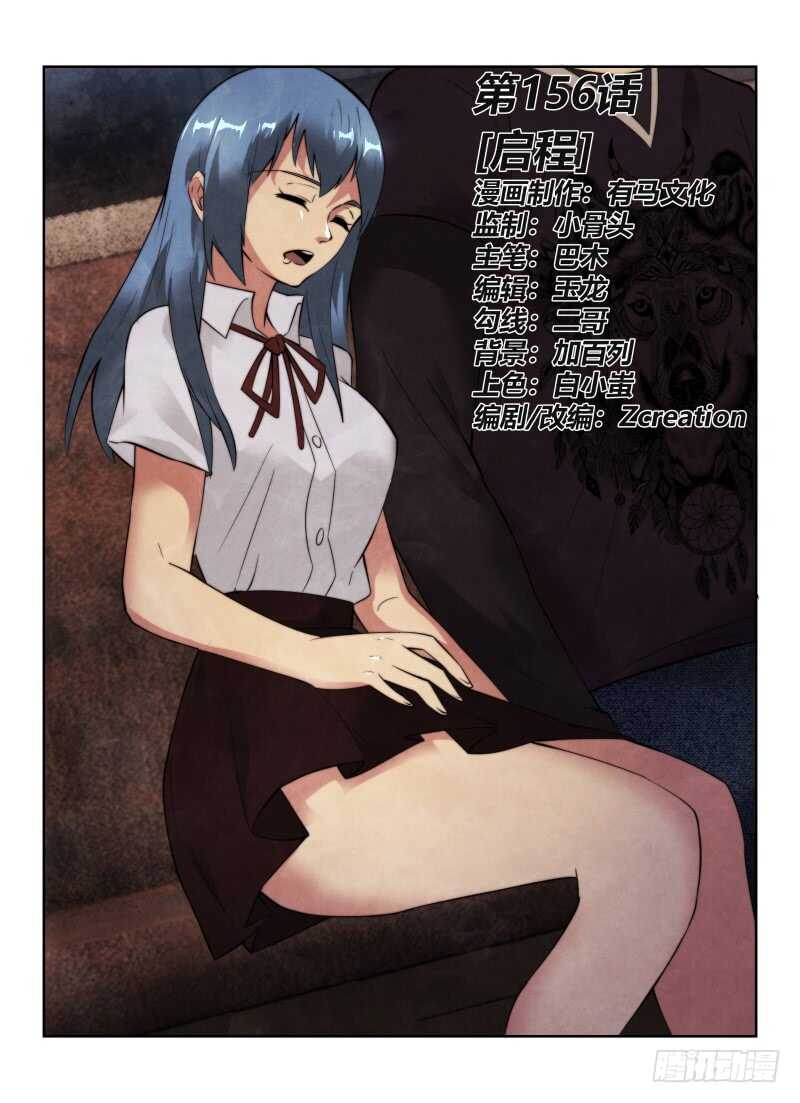 第156话
[启程]
漫画制作：有马文化
监制：小骨头
主笔：巴木
编辑：玉龙
勾线：二哥
背景：加百列
上色：白小蚩
编剧/改编：Zcreation
腾讯动漫